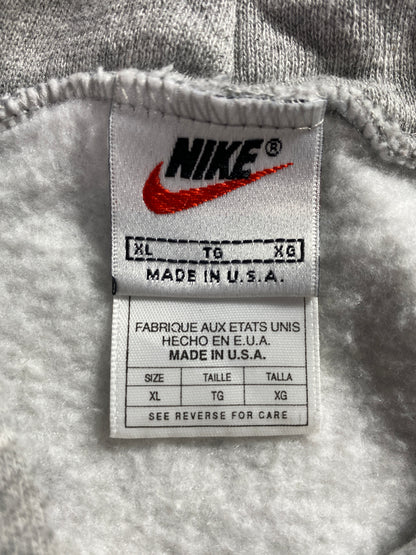 NIKE®
XL TG XG
MADE IN U.S.A.
FABRIQUE AUX ETATS UNIS
HECHO EN E.U.A.
MADE IN U.S.A.
SIZE TAILLE TALLA
XL TG XG
SEE REVERSE FOR CARE